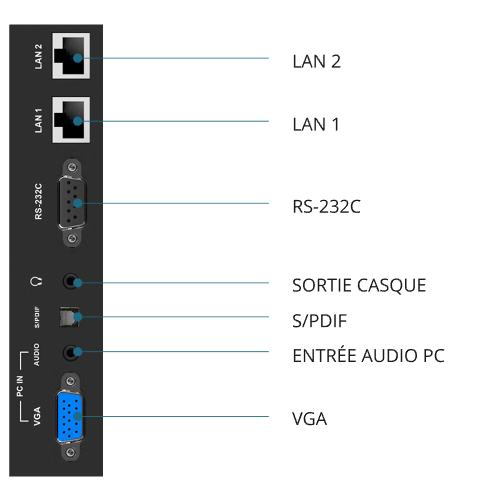 LAN 2
LAN 2
LAN 1
LAN 1
RS-232C
RS-232C
SORTIE CASQUE
S/PDIF
S/PDIF
AUDIO
ENTRÉE AUDIO PC
PC IN
VGA
VGA